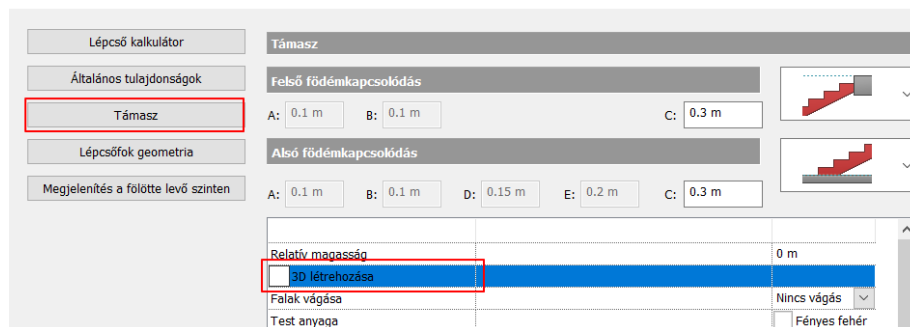 Lépcső kalkulátor
Általános tulajdonságok
Támasz
Lépcsőfok geometria
Megjelenítés a fölötte levő szinten
Támasz
Felső födémkapcsolódás
A: 0.1 m B: 0.1 m C: 0.3 m
Alsó födémkapcsolódás
A: 0.1 m B: 0.1 m D: 0.15 m E: 0.2 m C: 0.3 m
Relatív magasság 0 m
3D létrehozása
Falak vágása Nincs vágás
Test anyaga Fényes fehér